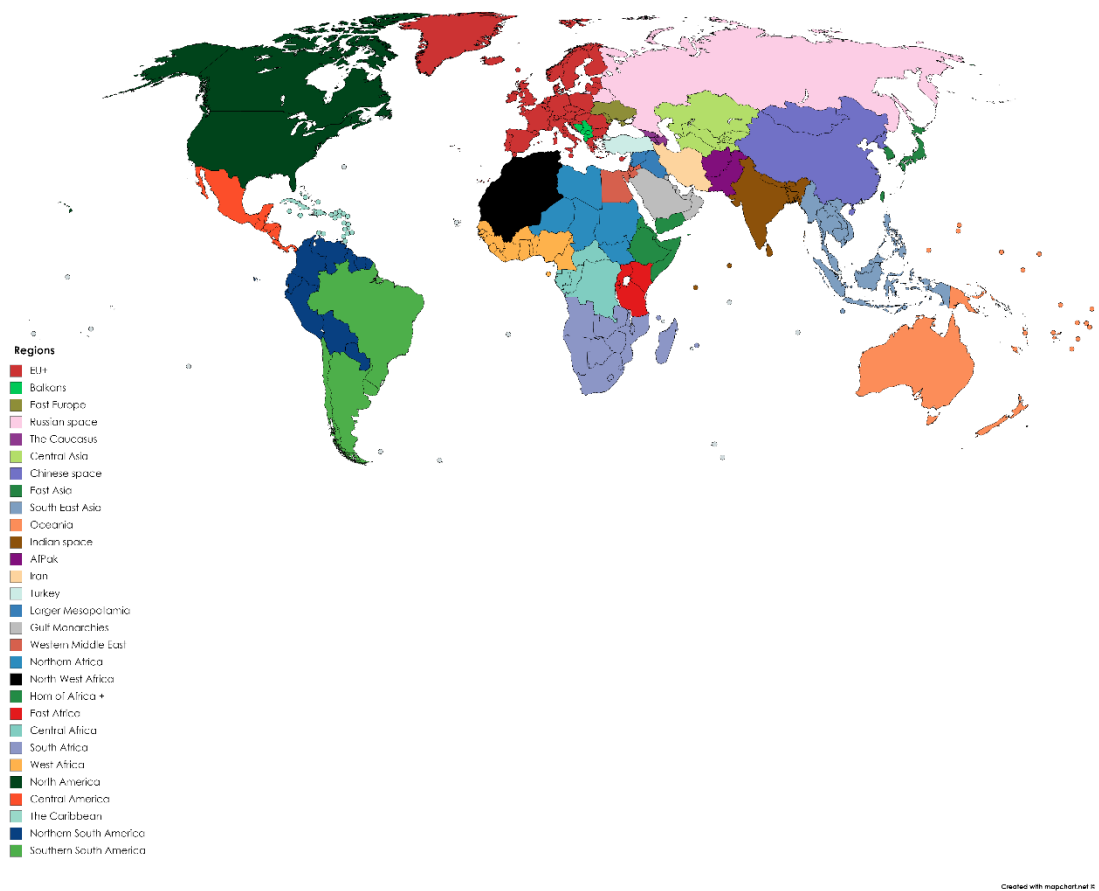 Regions
EU+
Balkans
East Europe
Russian space
The Caucasus
Central Asia
Chinese space
East Asia
South East Asia
Oceania
Indian space
AfPak
Iran
Turkey
Larger Mesopotamia
Gulf Monarchies
Western Middle East
Northern Africa
North West Africa
Horn of Africa +
East Africa
Central Africa
South Africa
West Africa
North America
Central America
The Caribbean
Northern South America
Southern South America
Created with mapchart.net ©